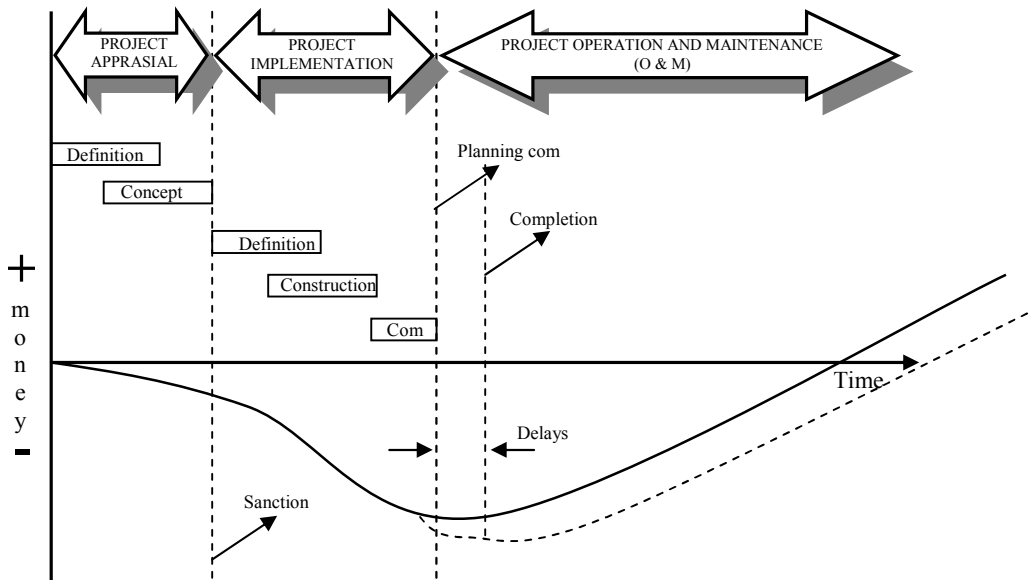 PROJECT
APPRASIAL
PROJECT
IMPLEMENTATION
PROJECT OPERATION AND MAINTENANCE
(O & M)
Definition
Planning com
Concept
Completion
Definition
+
Construction
m
o
n
e
y
-
Com
Time
Delays
Sanction